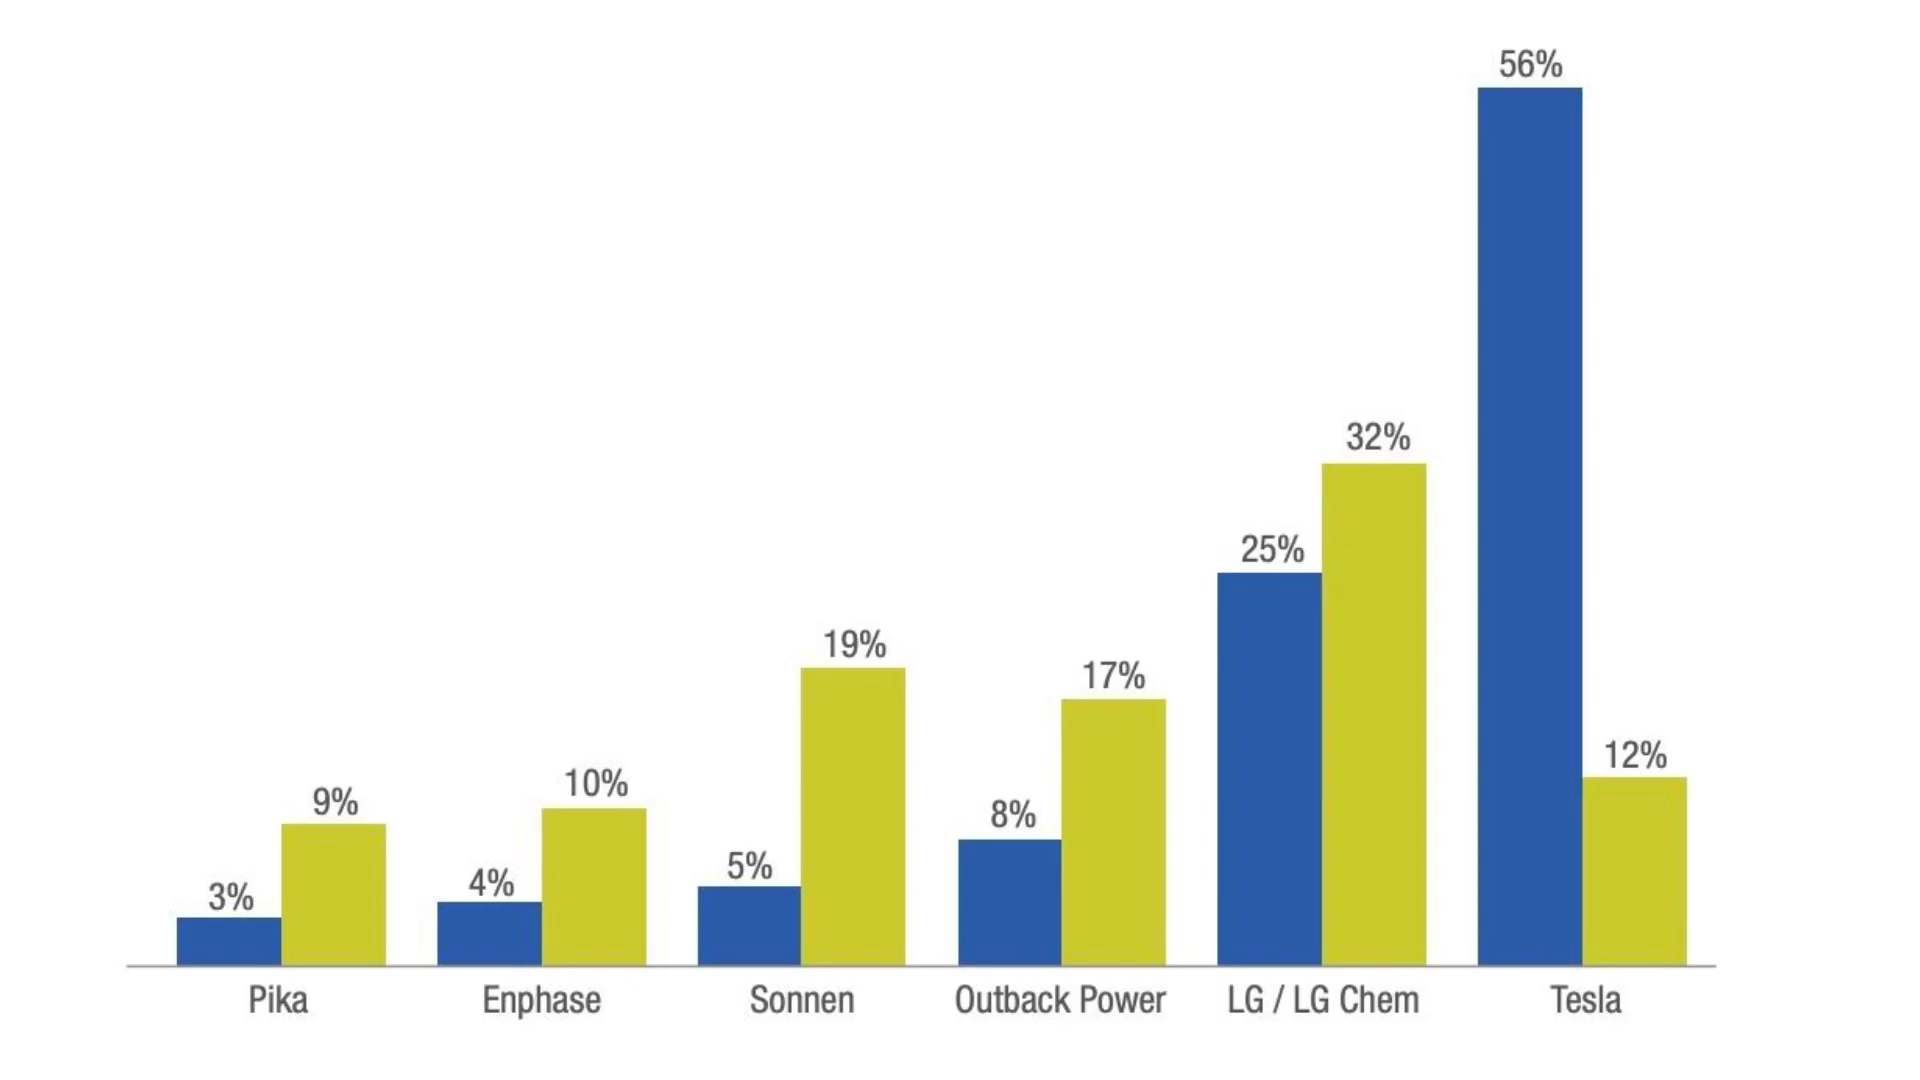 56%
32%
25%
19%
17%
12%
10%
9%
8%
5%
4%
3%
Pika
Enphase
Sonnen
Outback Power
LG / LG Chem
Tesla